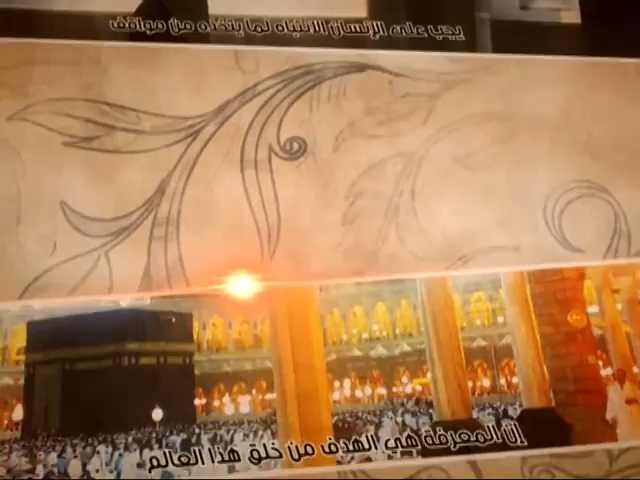 يجب على الإنسان الانتباه لما يتخذه من مواقف
إن المعرفة هي الهدف من خلق هذا العالم